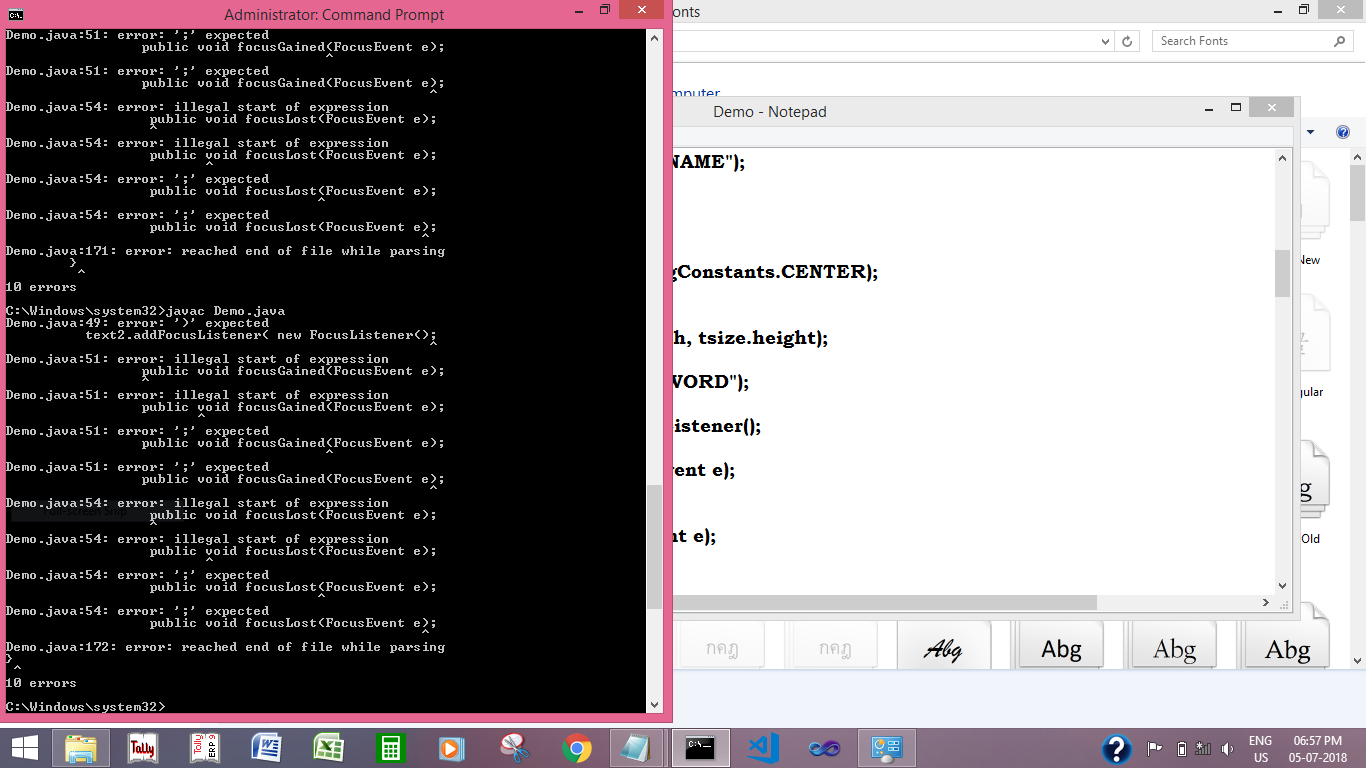 Administrator: Command Prompt
Demo.java:51: error: ';' expected
public void focusGained(FocusEvent e);
^
Demo.java:51: error: ';' expected
public void focusGained(FocusEvent e);
^
Demo.java:54: error: illegal start of expression
public void focusLost(FocusEvent e);
^
Demo.java:54: error: illegal start of expression
public void focusLost(FocusEvent e);
^
Demo.java:54: error: ';' expected
public void focusLost(FocusEvent e);
^
Demo.java:54: error: ';' expected
public void focusLost(FocusEvent e);
^
Demo.java:171: error: reached end of file while parsing
}
^
10 errors
C:\Windows\system32>javac Demo.java
Demo.java:49: error: ')' expected
text2.addFocusListener( new FocusListener();
^
Demo.java:51: error: illegal start of expression
public void focusGained(FocusEvent e);
^
Demo.java:51: error: illegal start of expression
public void focusGained(FocusEvent e);
^
Demo.java:51: error: ';' expected
public void focusGained(FocusEvent e);
^
Demo.java:51: error: ';' expected
public void focusGained(FocusEvent e);
^
Demo.java:54: error: illegal start of expression
public void focusLost(FocusEvent e);
^
Demo.java:54: error: illegal start of expression
public void focusLost(FocusEvent e);
^
Demo.java:54: error: ';' expected
public void focusLost(FocusEvent e);
^
Demo.java:54: error: ';' expected
public void focusLost(FocusEvent e);
^
Demo.java:172: error: reached end of file while parsing
}
^
10 errors
C:\Windows\system32>
onts
Search Fonts
mputer
Demo - Notepad
NAME");
gConstants.CENTER);
h, tsize.height);
WORD");
istener();
vent e);
nt e);
New
gular
Old
กคฎ
กคฎ
Abg
Abg
Abg
Abg
Tally
Tally
ERP 9
ENG
US
06:57 PM
05-07-2018